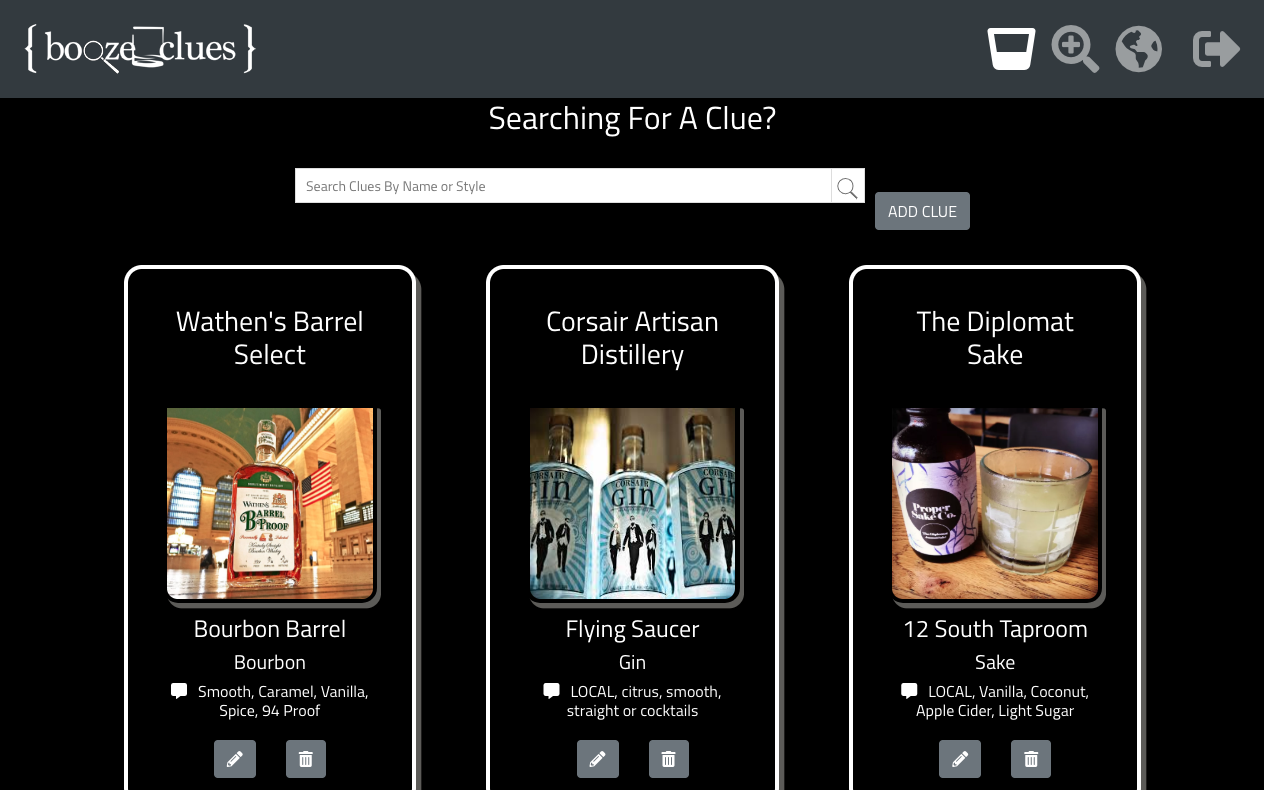 { booze clues }
Searching For A Clue?
Search Clues By Name or Style
ADD CLUE
Wathen's Barrel
Select
WATHEN'S
BARREL
PROOF
Bourbon Barrel
Bourbon
Smooth, Caramel, Vanilla,
Spice, 94 Proof
Corsair Artisan
Distillery
CORSAIR
GIN
CORSAIR
GIN
GIN
Flying Saucer
Gin
LOCAL, citrus, smooth,
straight or cocktails
The Diplomat
Sake
Proper
Sake Co.
12 South Taproom
Sake
LOCAL, Vanilla, Coconut,
Apple Cider, Light Sugar